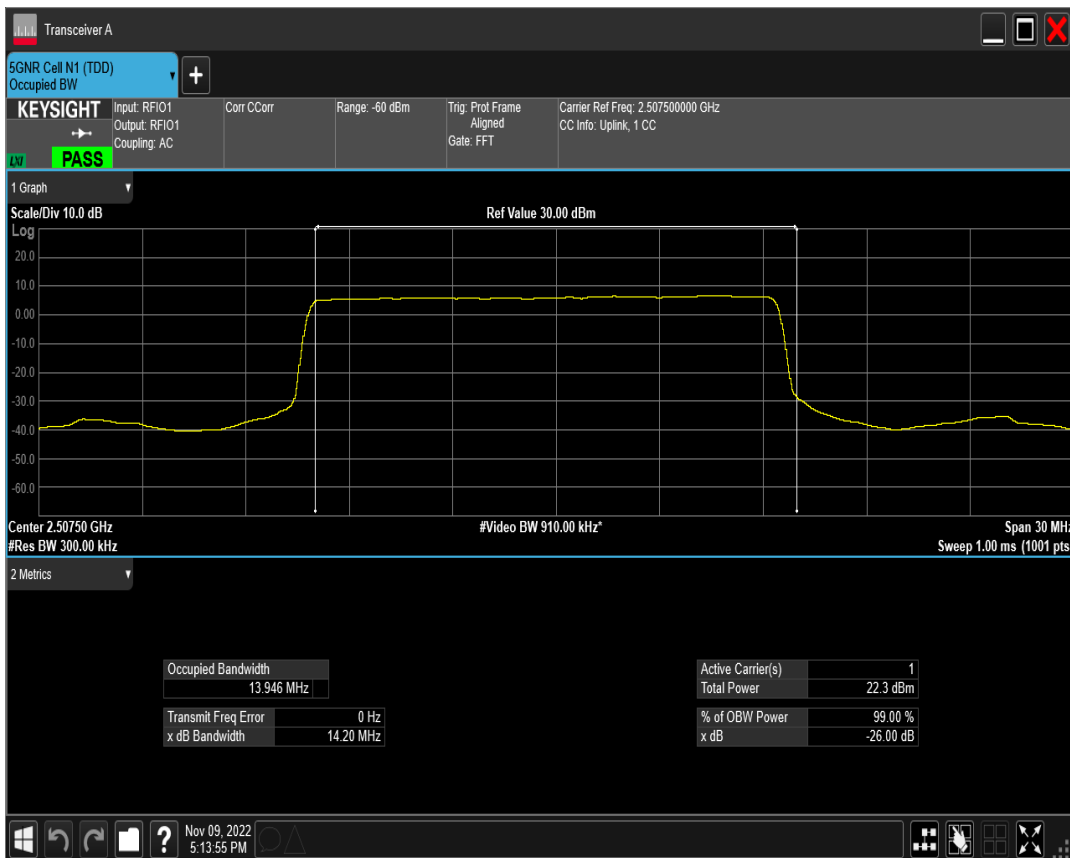 Transceiver A
5GNR Cell N1 (TDD)
Occupied BW
+
KEYSIGHT
LXI
PASS
Input: RFIO1
Output: RFIO1
Coupling: AC
Corr CCorr
Range: -60 dBm
Trig: Prot Frame
Aligned
Gate: FFT
Carrier Ref Freq: 2.507500000 GHz
CC Info: Uplink, 1 CC
1 Graph
Scale/Div 10.0 dB
Ref Value 30.00 dBm
Log
20.0
10.0
0.00
-10.0
-20.0
-30.0
-40.0
-50.0
-60.0
Center 2.50750 GHz
#Video BW 910.00 kHz*
Span 30 MHz
#Res BW 300.00 kHz
Sweep 1.00 ms (1001 pts
2 Metrics
Occupied Bandwidth
13.946 MHz
Transmit Freq Error 0 Hz
x dB Bandwidth 14.20 MHz
Active Carrier(s) 1
Total Power 22.3 dBm
% of OBW Power 99.00 %
x dB -26.00 dB
?
Nov 09, 2022
5:13:55 PM